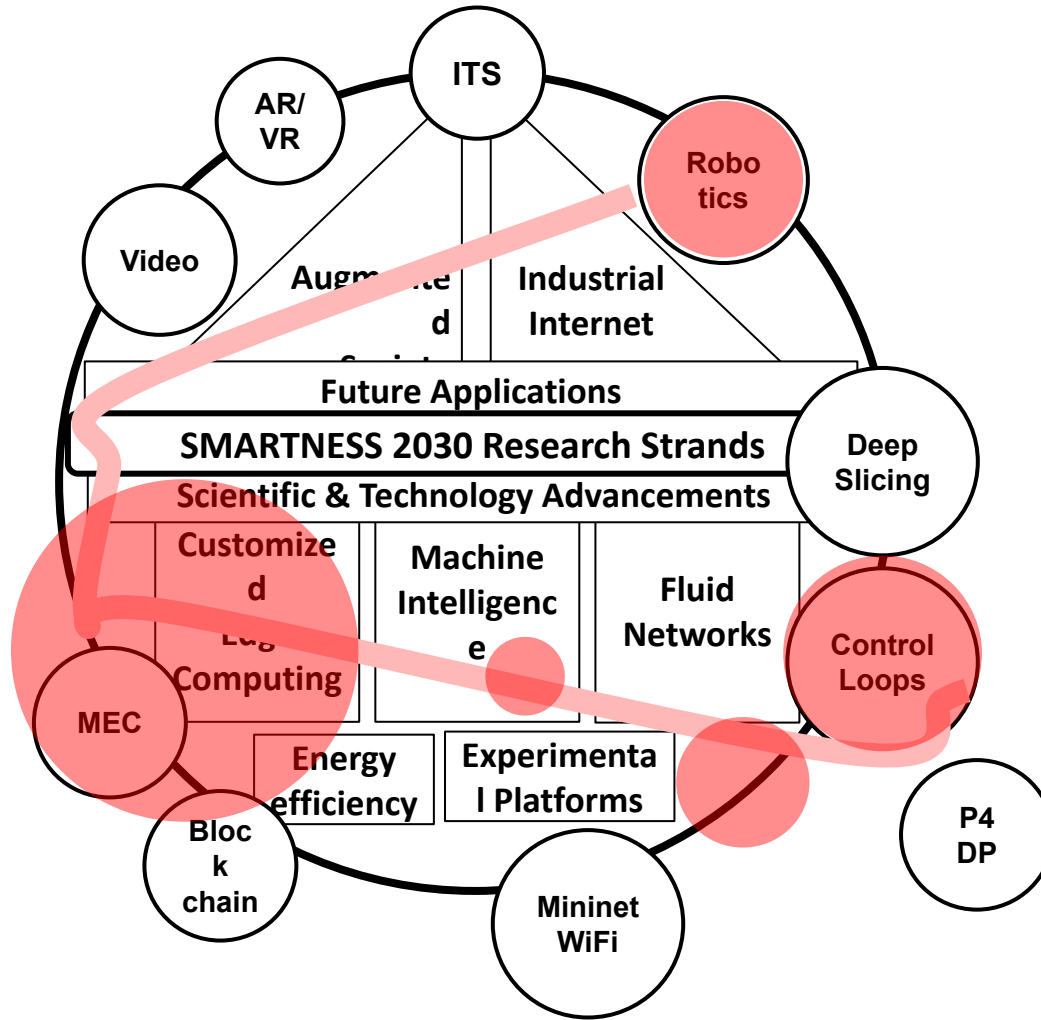 ITS
AR/
VR
Robo
tics
Video
Augmente
d
Industrial
Internet
Future Applications
SMARTNESS 2030 Research Strands
Deep
Slicing
Scientific & Technology Advancements
Customize
d
Edge
Computing
Machine
Intelligenc
e
Fluid
Networks
Control
Loops
MEC
Energy
efficiency
Experimenta
l Platforms
Bloc
k
chain
P4
DP
Mininet
WiFi